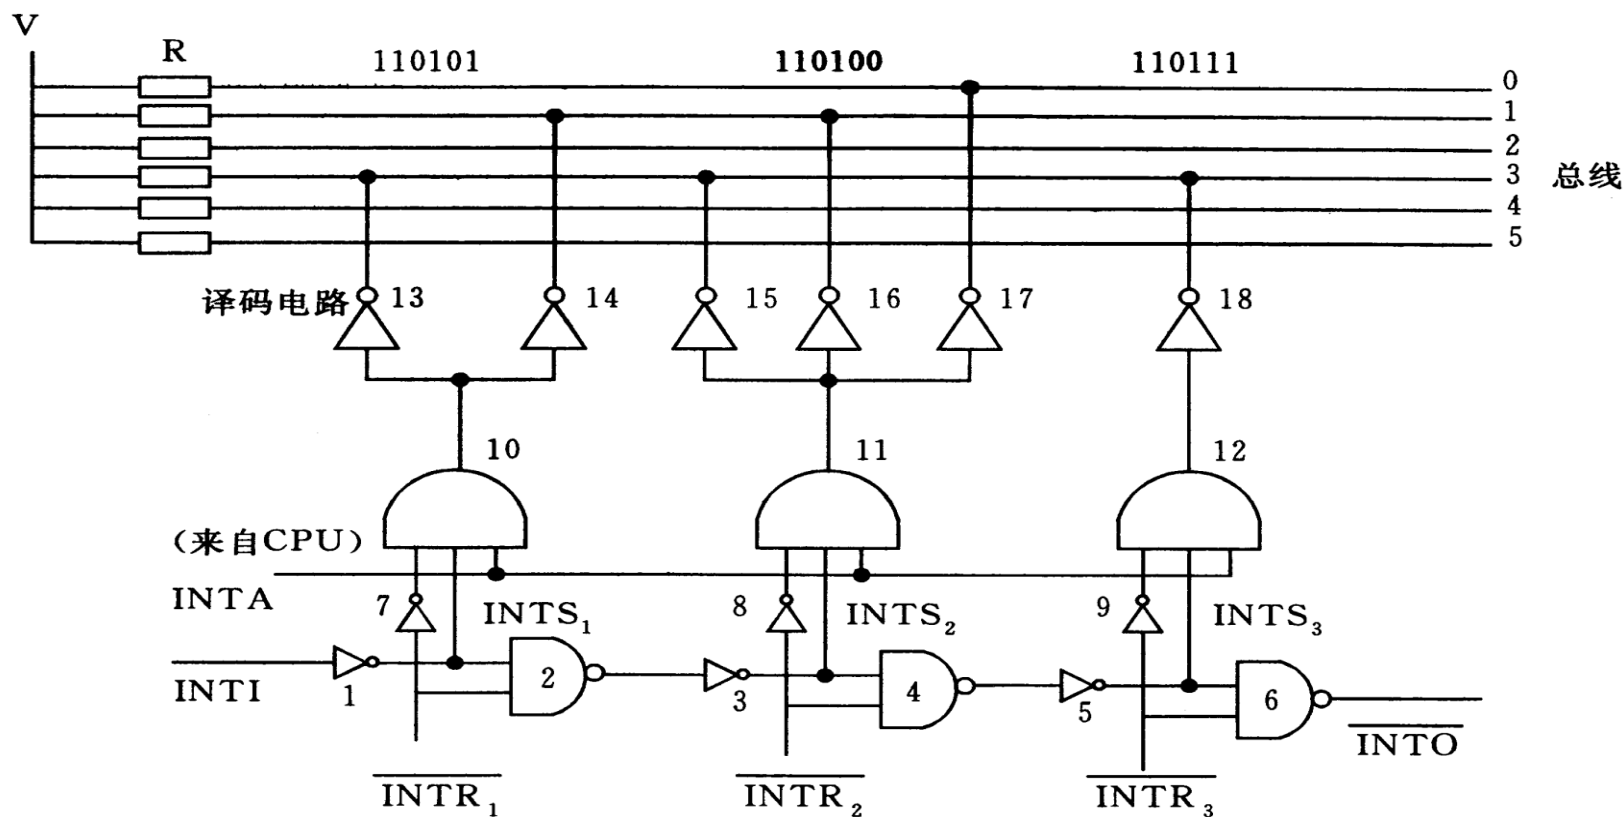 V
R
110101
110100
110111
0
1
2
3
4
5
总线
译码电路
13
14
15
16
17
18
10
11
12
(来自CPU)
INTA
7
INTS₁
8
INTS₂
9
INTS₃
INTI
1
2
3
4
5
6
INTO
INTR₁
INTR₂
INTR₃